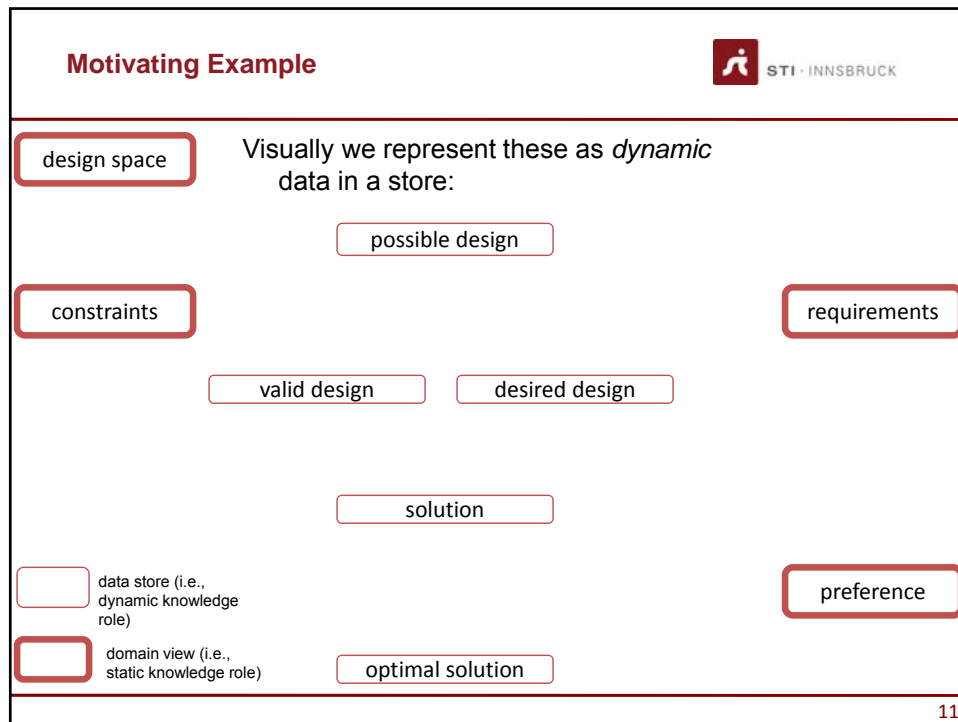 Motivating Example
STI · INNSBRUCK
design space
Visually we represent these as dynamic
data in a store:
possible design
constraints
requirements
valid design
desired design
solution
data store (i.e.,
dynamic knowledge
role)
preference
domain view (i.e.,
static knowledge role)
optimal solution
11